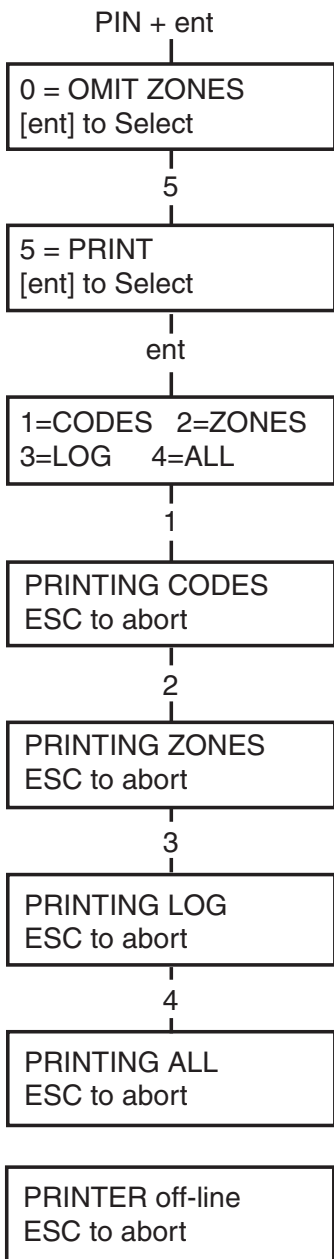 PIN + ent
0 = OMIT ZONES
[ent] to Select
5
5 = PRINT
[ent] to Select
ent
1=CODES 2=ZONES
3=LOG 4=ALL
1
PRINTING CODES
ESC to abort
2
PRINTING ZONES
ESC to abort
3
PRINTING LOG
ESC to abort
4
PRINTING ALL
ESC to abort
PRINTER off-line
ESC to abort